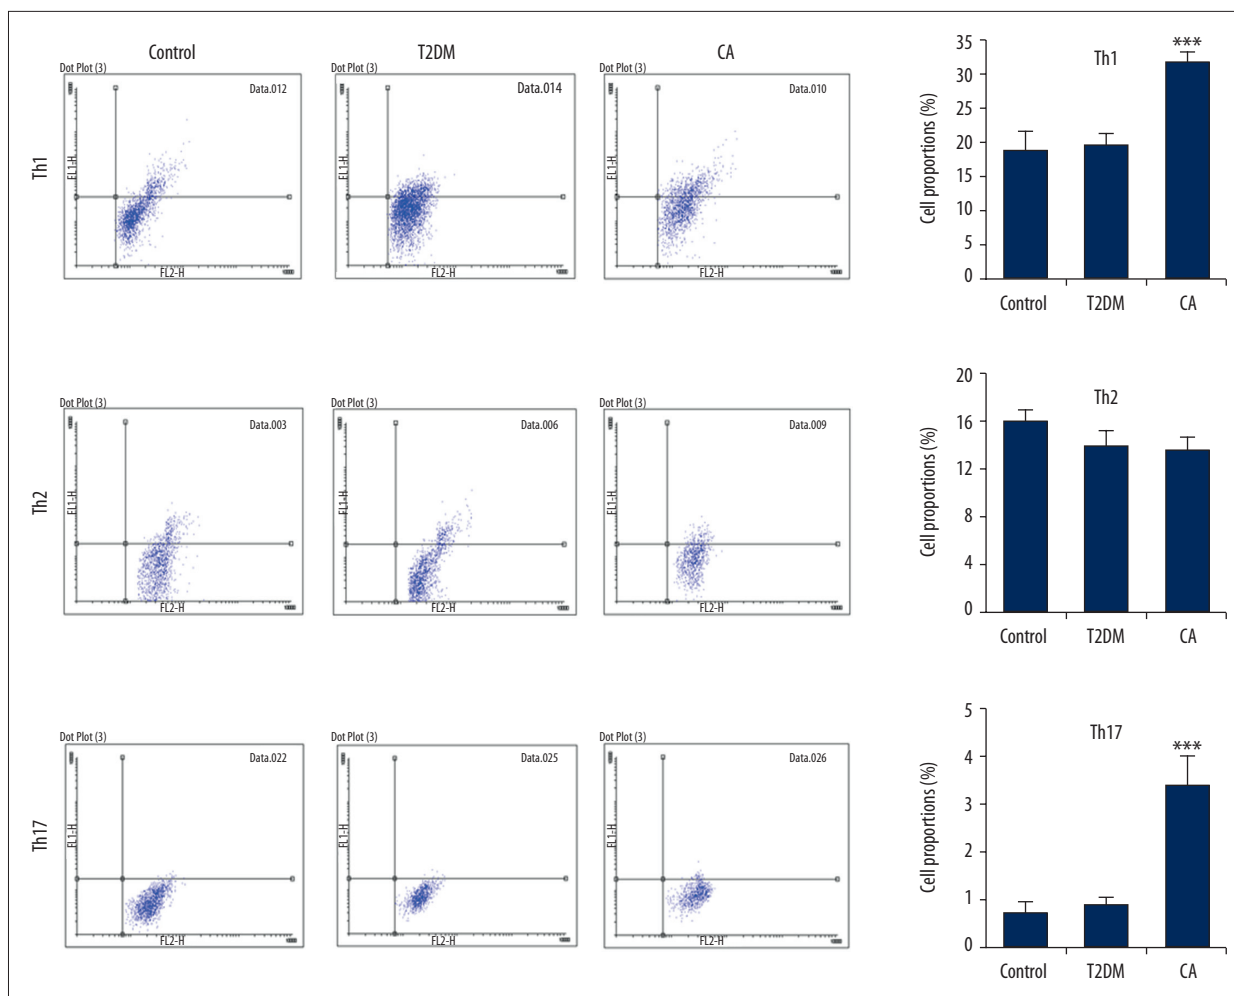 Control T2DM CA
Dot Plot (3) Dot Plot (3) Dot Plot (3)
Data.012 Data.014 Data.010
Th1
FL1-H FL1-H FL1-H
FL2-H FL2-H FL2-H
35
30
25
20
15
10
5
0
Cell proportions (%)
Th1
***
Control T2DM CA
Dot Plot (3) Dot Plot (3) Dot Plot (3)
Data.003 Data.006 Data.009
Th2
FL1-H FL1-H FL1-H
FL2-H FL2-H FL2-H
20
16
12
8
4
0
Cell proportions (%)
Th2
Control T2DM CA
Dot Plot (3) Dot Plot (3) Dot Plot (3)
Data.022 Data.025 Data.026
Th17
FL1-H FL1-H FL1-H
FL2-H FL2-H FL2-H
5
4
3
2
1
0
Cell proportions (%)
Th17
***
Control T2DM CA